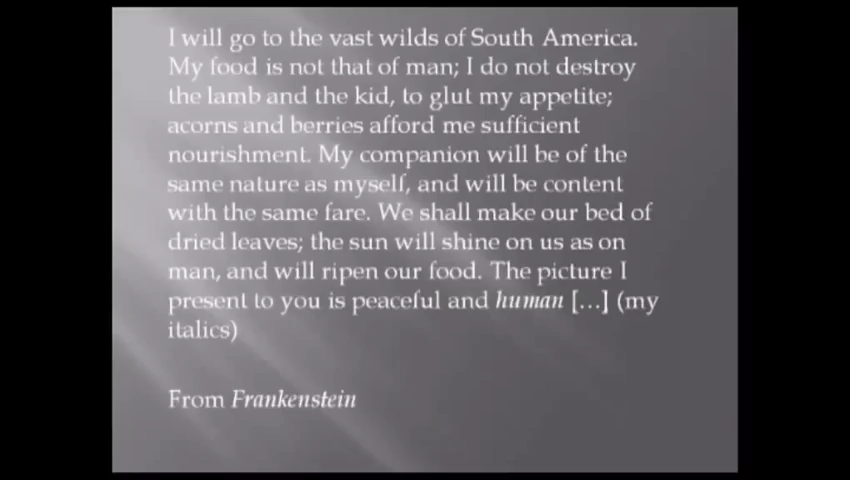 I will go to the vast wilds of South America.
My food is not that of man; I do not destroy
the lamb and the kid, to glut my appetite;
acorns and berries afford me sufficient
nourishment. My companion will be of the
same nature as myself, and will be content
with the same fare. We shall make our bed of
dried leaves; the sun will shine on us as on
man, and will ripen our food. The picture I
present to you is peaceful and human […] (my
italics)
From Frankenstein